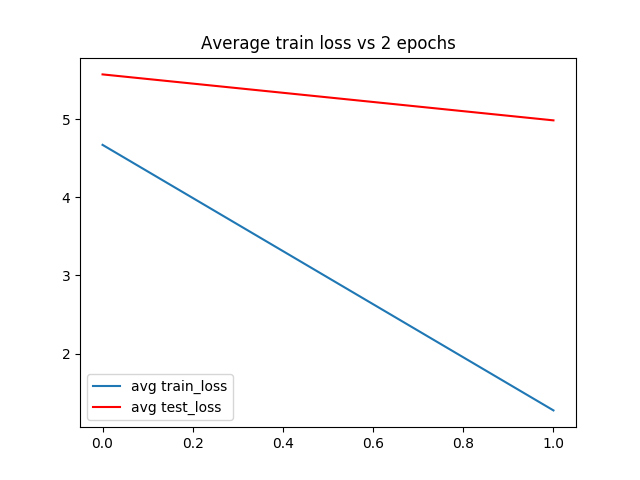 Average train loss vs 2 epochs
5
4
3
2
avg train_loss
avg test_loss
0.0 0.2 0.4 0.6 0.8 1.0